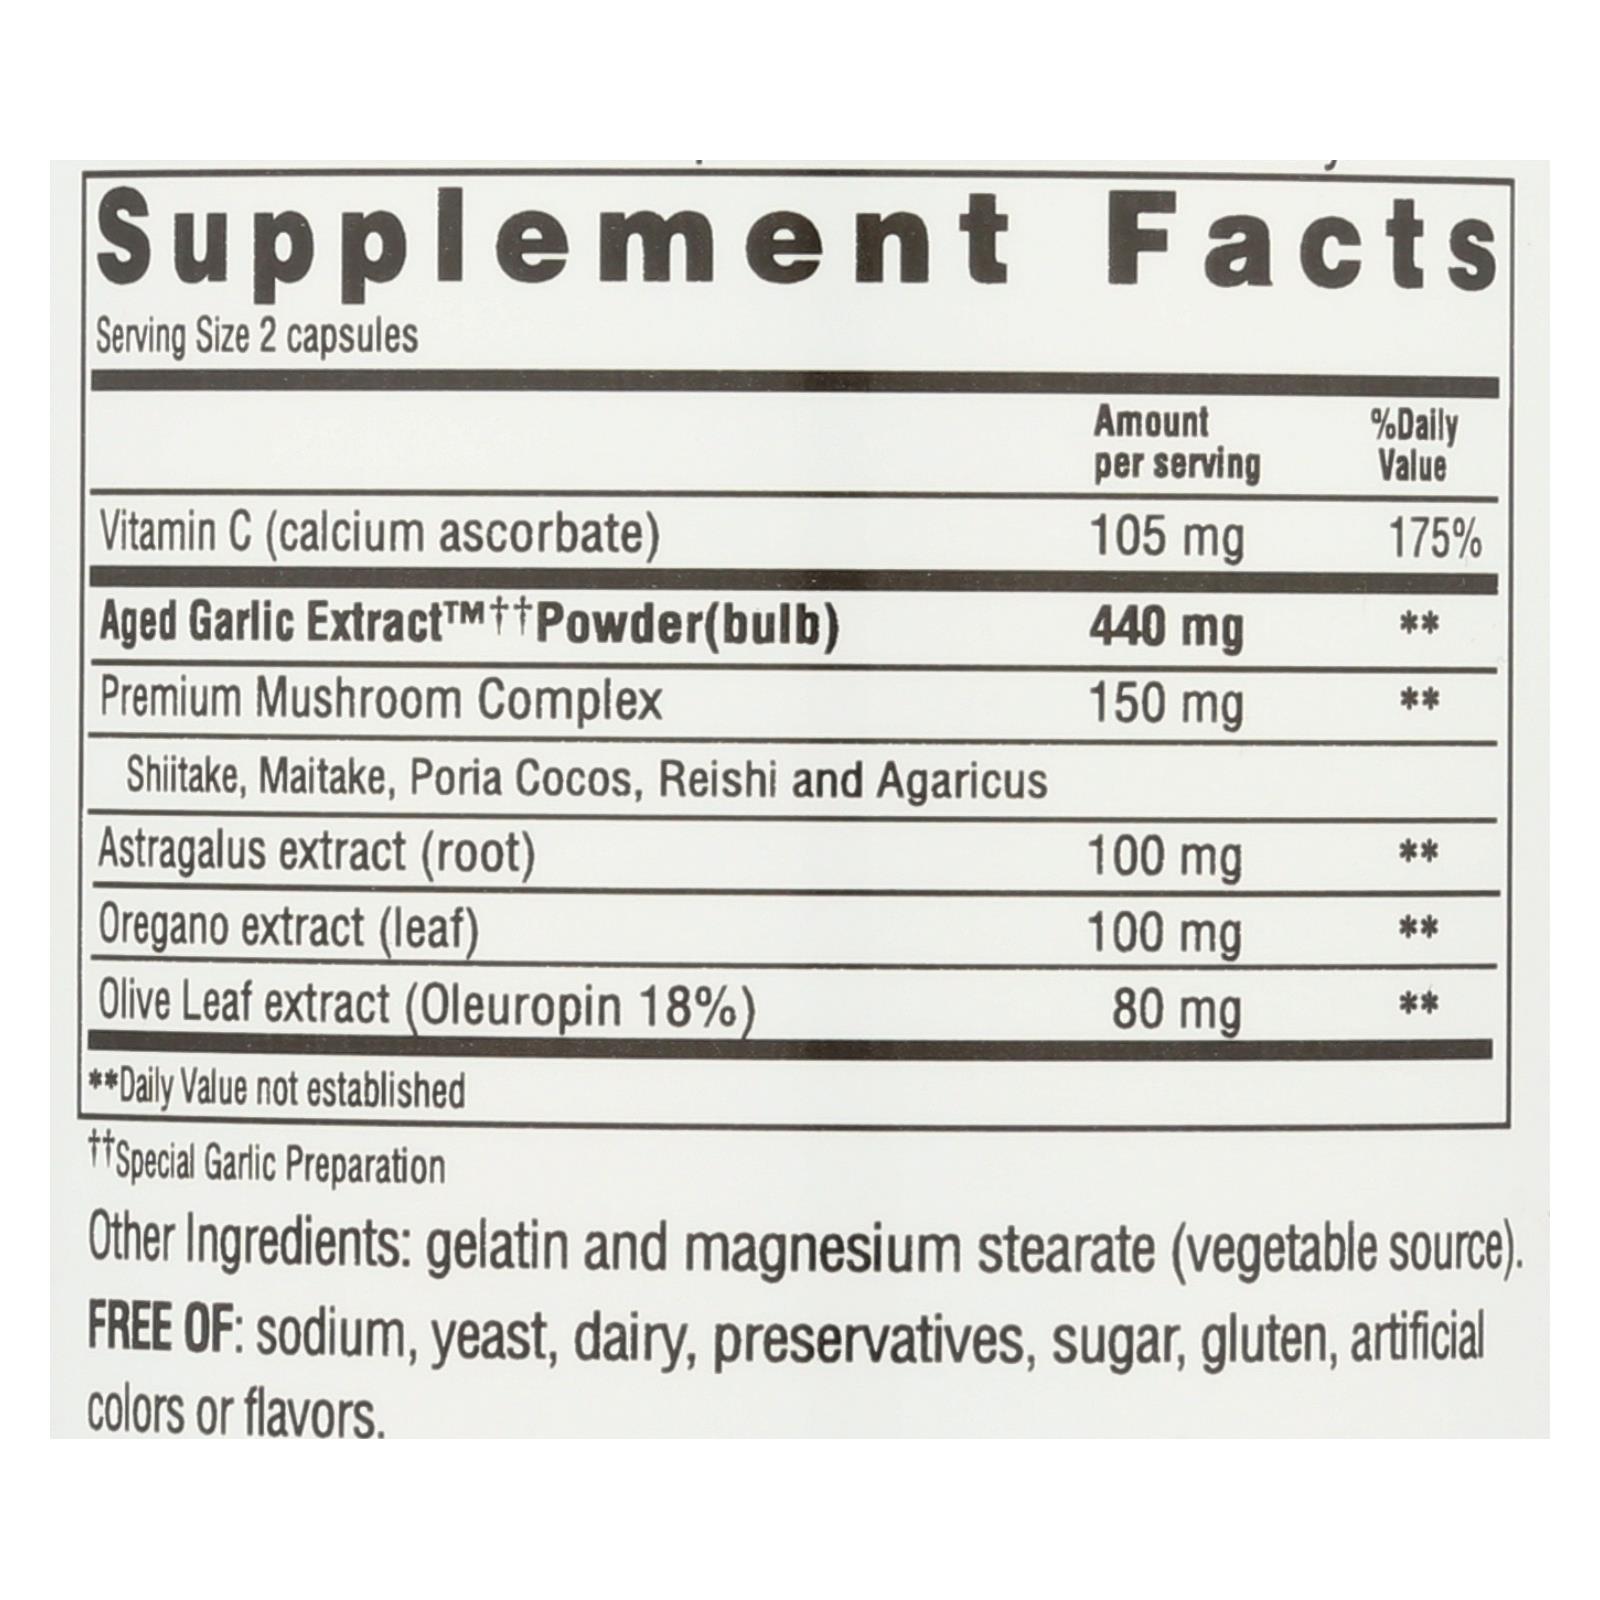 Supplement Facts
Serving Size 2 capsules
Amount per serving %Daily Value
Vitamin C (calcium ascorbate) 105 mg 175%
Aged Garlic Extract™††Powder(bulb) 440 mg **
Premium Mushroom Complex 150 mg **
Shiitake, Maitake, Poria Cocos, Reishi and Agaricus
Astragalus extract (root) 100 mg **
Oregano extract (leaf) 100 mg **
Olive Leaf extract (Oleuropin 18%) 80 mg **
**Daily Value not established
††Special Garlic Preparation
Other Ingredients: gelatin and magnesium stearate (vegetable source).
FREE OF: sodium, yeast, dairy, preservatives, sugar, gluten, artificial
colors or flavors.